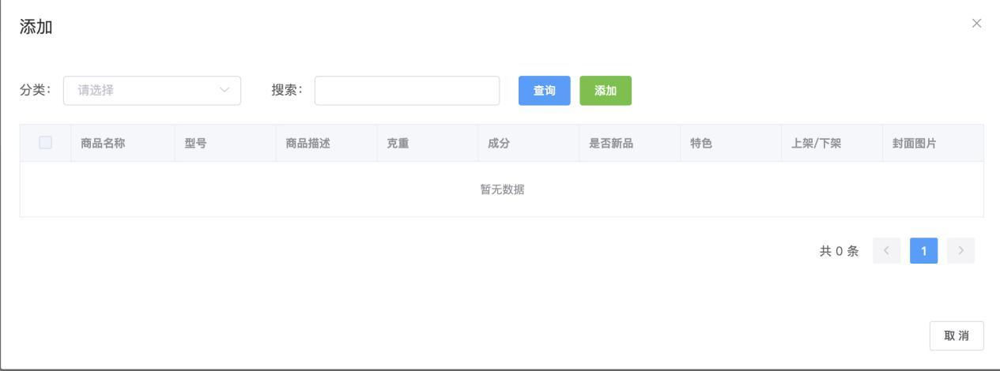 添加
分类： 请选择 搜索： 查询 添加
商品名称 型号 商品描述 克重 成分 是否新品 特色 上架/下架 封面图片
暂无数据
共 0 条 1
取 消